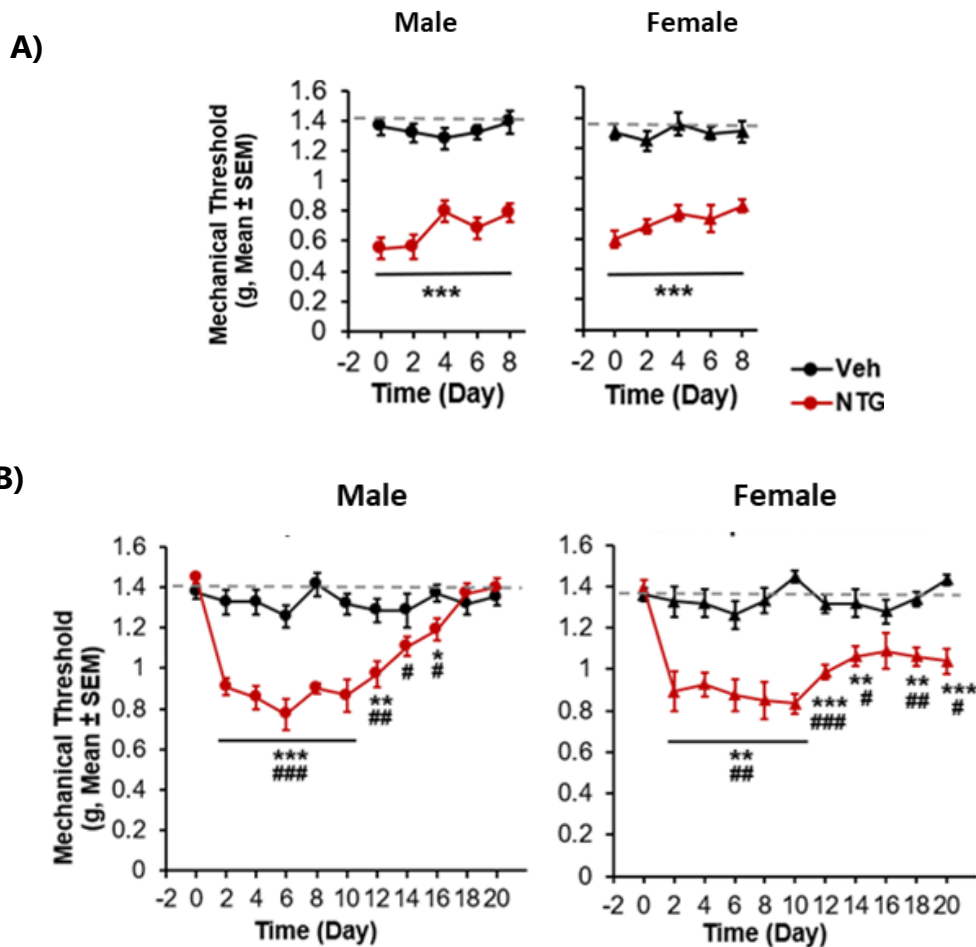 Male
Female
A)
Mechanical Threshold
(g, Mean ± SEM)
1.6
1.4
1.2
1
0.8
0.6
0.4
0.2
0
***
***
-2 0 2 4 6 8
-2 0 2 4 6 8
Time (Day)
Time (Day)
Veh
NTG
B)
Male
Female
Mechanical Threshold
(g, Mean ± SEM)
1.6
1.4
1.2
1
0.8
0.6
0.4
0.2
0
***
###
**
##
#
*
#
-2 0 2 4 6 8 10 12 14 16 18 20
Time (Day)
1.6
1.4
1.2
1
0.8
0.6
0.4
0.2
0
**
##
***
###
**
#
**
##
***
#
-2 0 2 4 6 8 10 12 14 16 18 20
Time (Day)